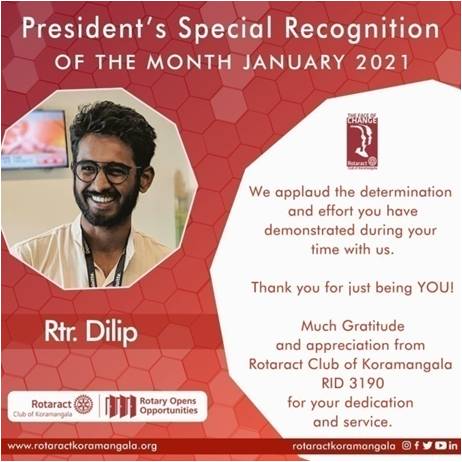 President's Special Recognition
OF THE MONTH JANUARY 2021
THE FACE OF
CHANGE
Rotaract
Club of Koramangala
We applaud the determination
and effort you have
demonstrated during your
time with us.
Thank you for just being YOU!
Much Gratitude
and appreciation from
Rotaract Club of Koramangala
RID 3190
for your dedication
and service.
Rtr. Dilip
Rotaract
Club of Koramangala
Rotary Opens
Opportunities
www.rotaractkoramangala.org
rotaractkoramangala